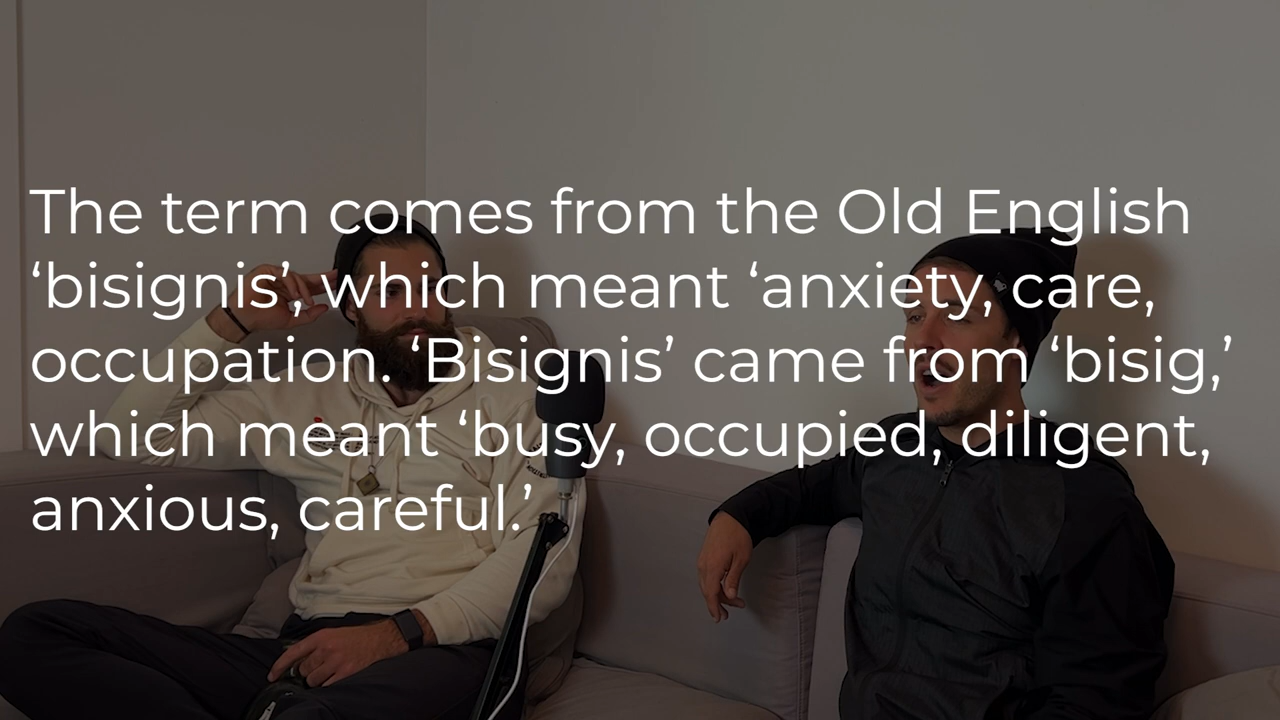 The term comes from the Old English
‘bisignis’, which meant ‘anxiety, care,
occupation. ‘Bisignis’ came from ‘bisig,’
which meant ‘busy, occupied, diligent,
anxious, careful.’